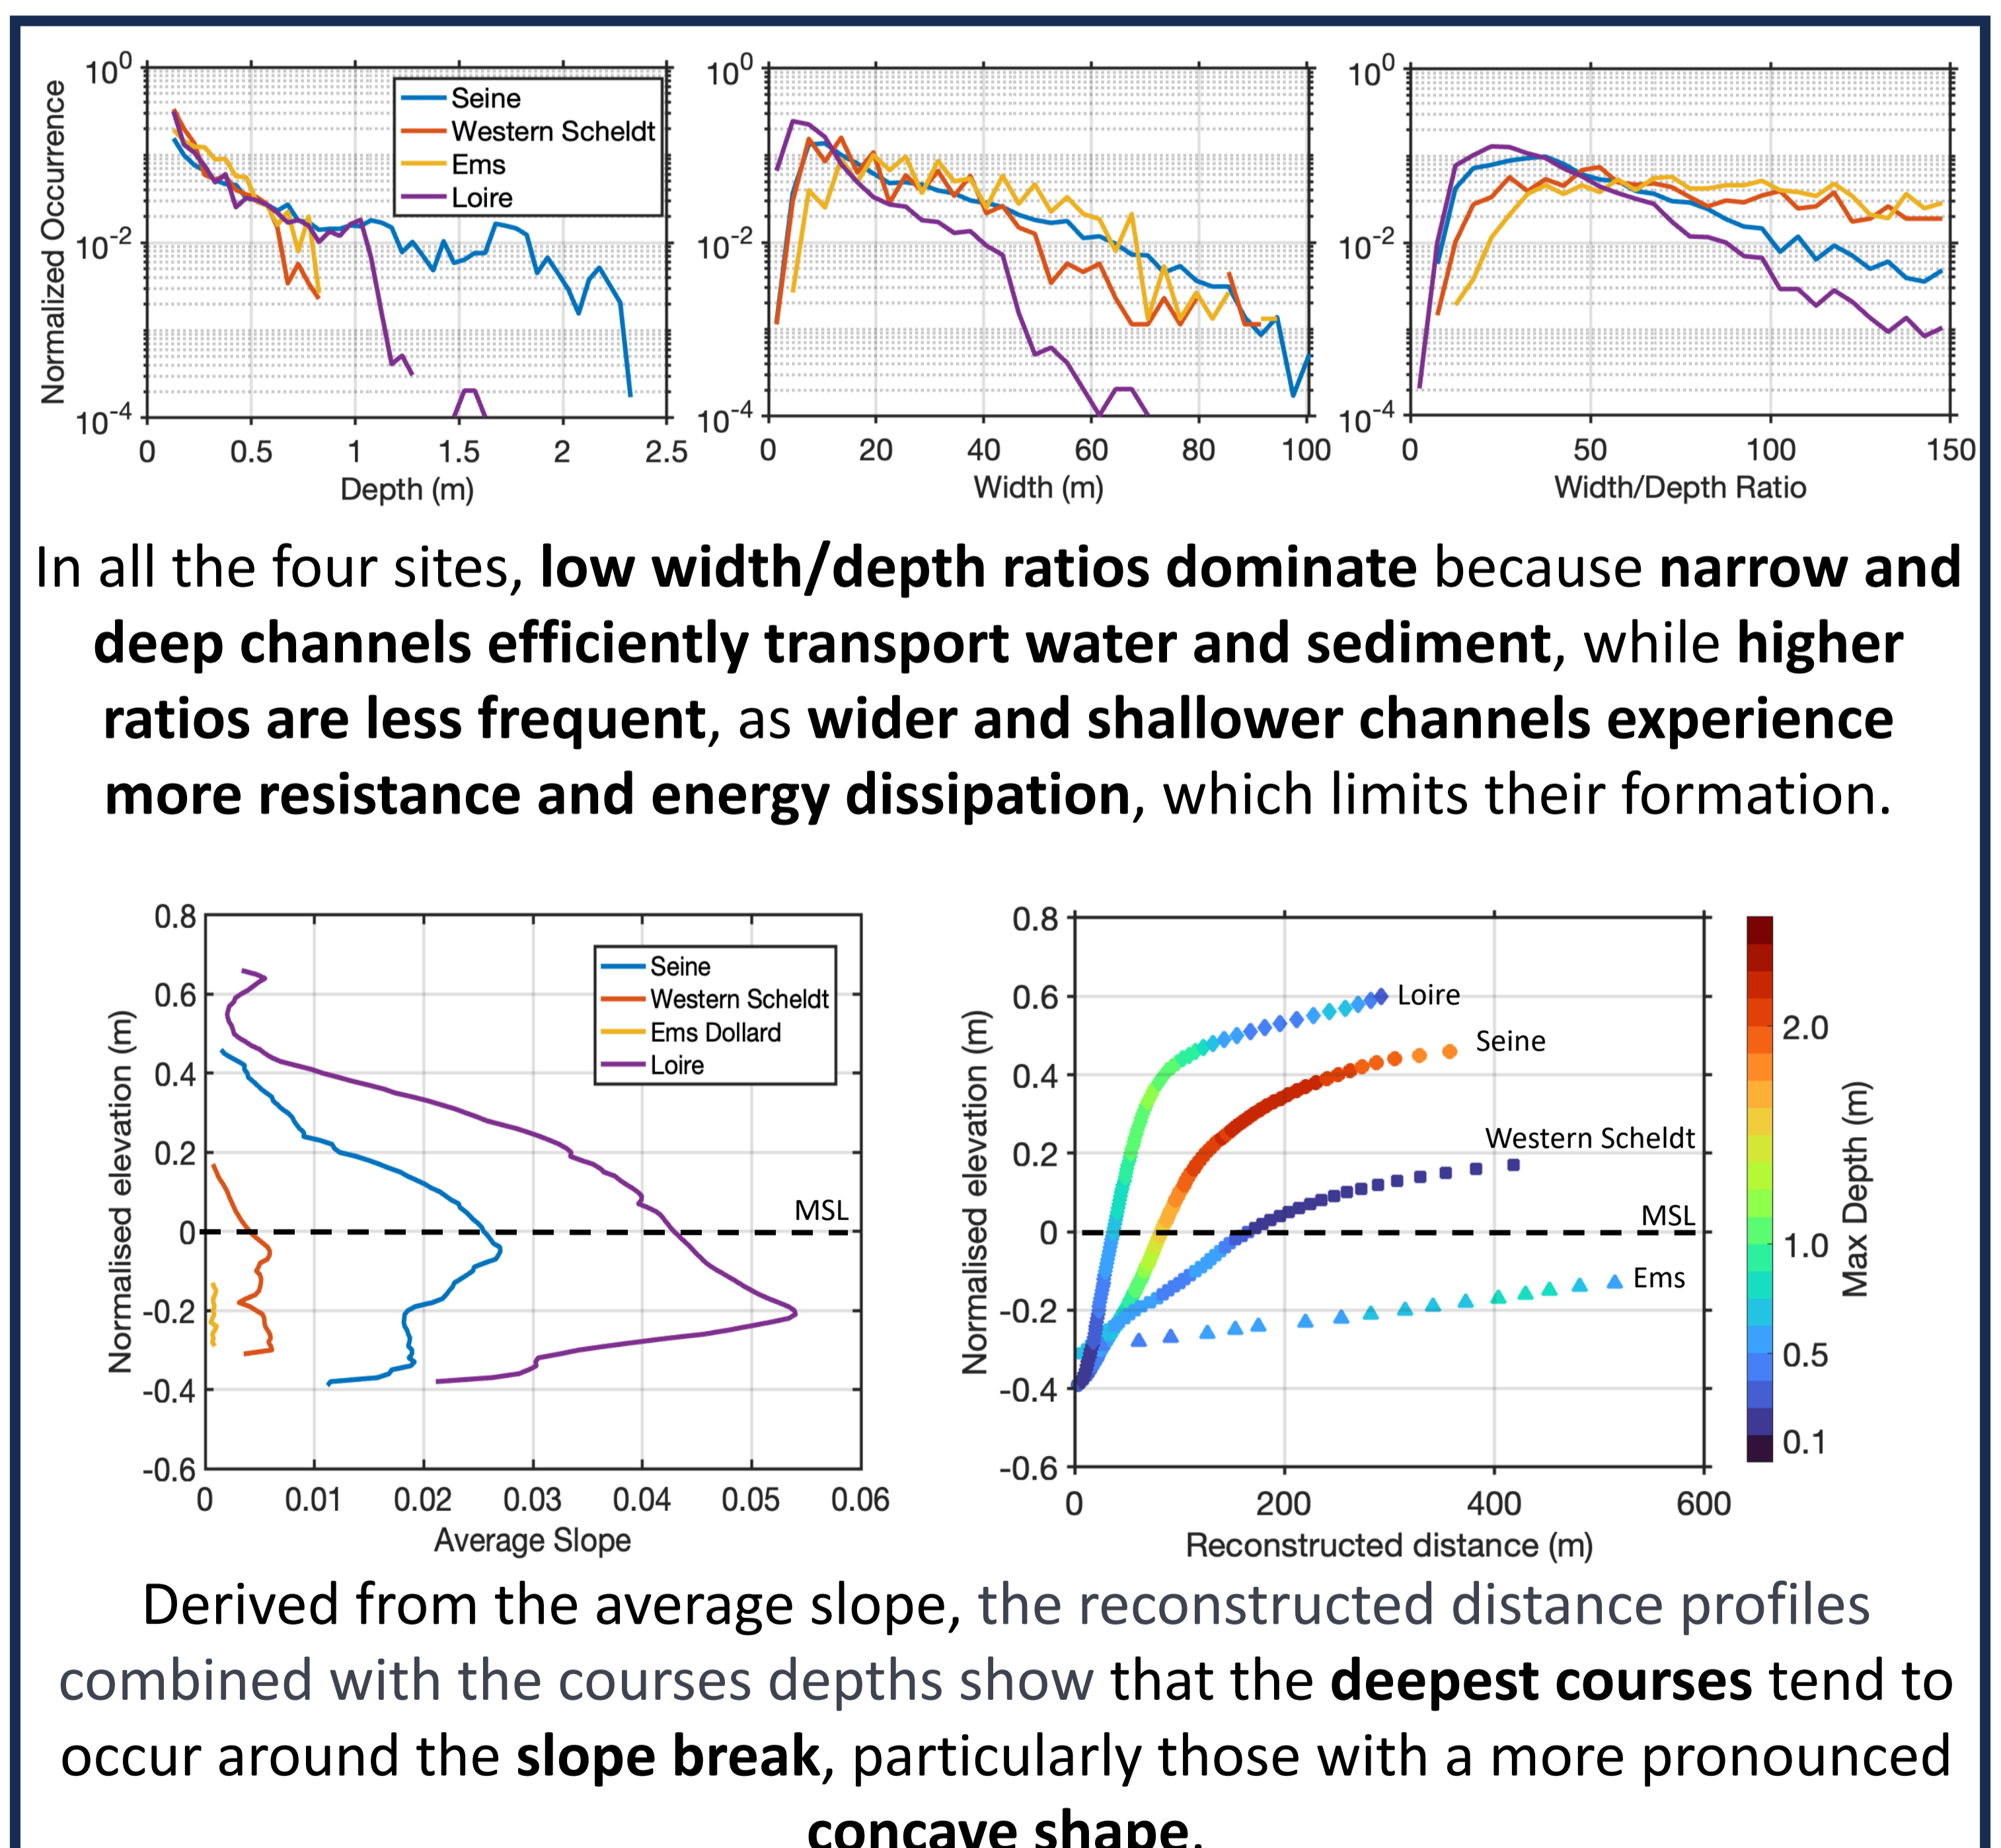 Normalized Occurrence
10^0
10^-2
10^-4
0 0.5 1 1.5 2 2.5
Depth (m)
Seine
Western Scheldt
Ems
Loire
10^0
10^-2
10^-4
0 20 40 60 80 100
Width (m)
10^0
10^-2
10^-4
0 50 100 150
Width/Depth Ratio
In all the four sites, low width/depth ratios dominate because narrow and
deep channels efficiently transport water and sediment, while higher
ratios are less frequent, as wider and shallower channels experience
more resistance and energy dissipation, which limits their formation.
Normalised elevation (m)
0.8
0.6
0.4
0.2
0
-0.2
-0.4
-0.6
0 0.01 0.02 0.03 0.04 0.05 0.06
Average Slope
Seine
Western Scheldt
Ems Dollard
Loire
MSL
Normalised elevation (m)
0.8
0.6
0.4
0.2
0
-0.2
-0.4
-0.6
0 200 400 600
Reconstructed distance (m)
Loire
Seine
Western Scheldt
MSL
Ems
2.0
1.0
0.5
0.1
Max Depth (m)
Derived from the average slope, the reconstructed distance profiles
combined with the courses depths show that the deepest courses tend to
occur around the slope break, particularly those with a more pronounced
concave shape.